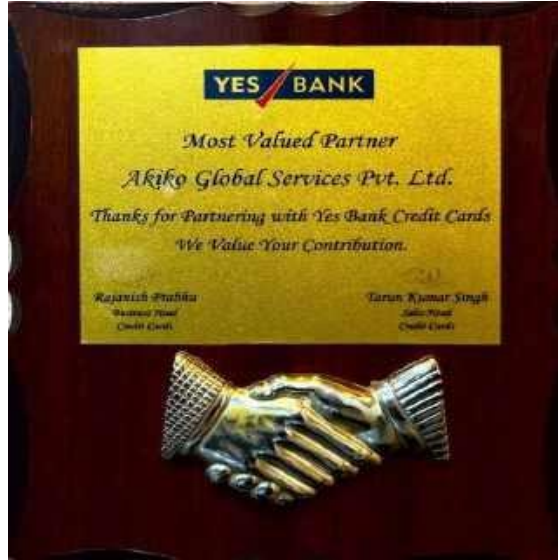 YES BANK
Most Valued Partner
Akiko Global Services Pvt. Ltd.
Thanks for Partnering with Yes Bank Credit Cards
We Value Your Contribution.
Rajanish Prabhu
Business Head
Credit Cards
Tarun Kumar Singh
Sales Head
Credit Cards